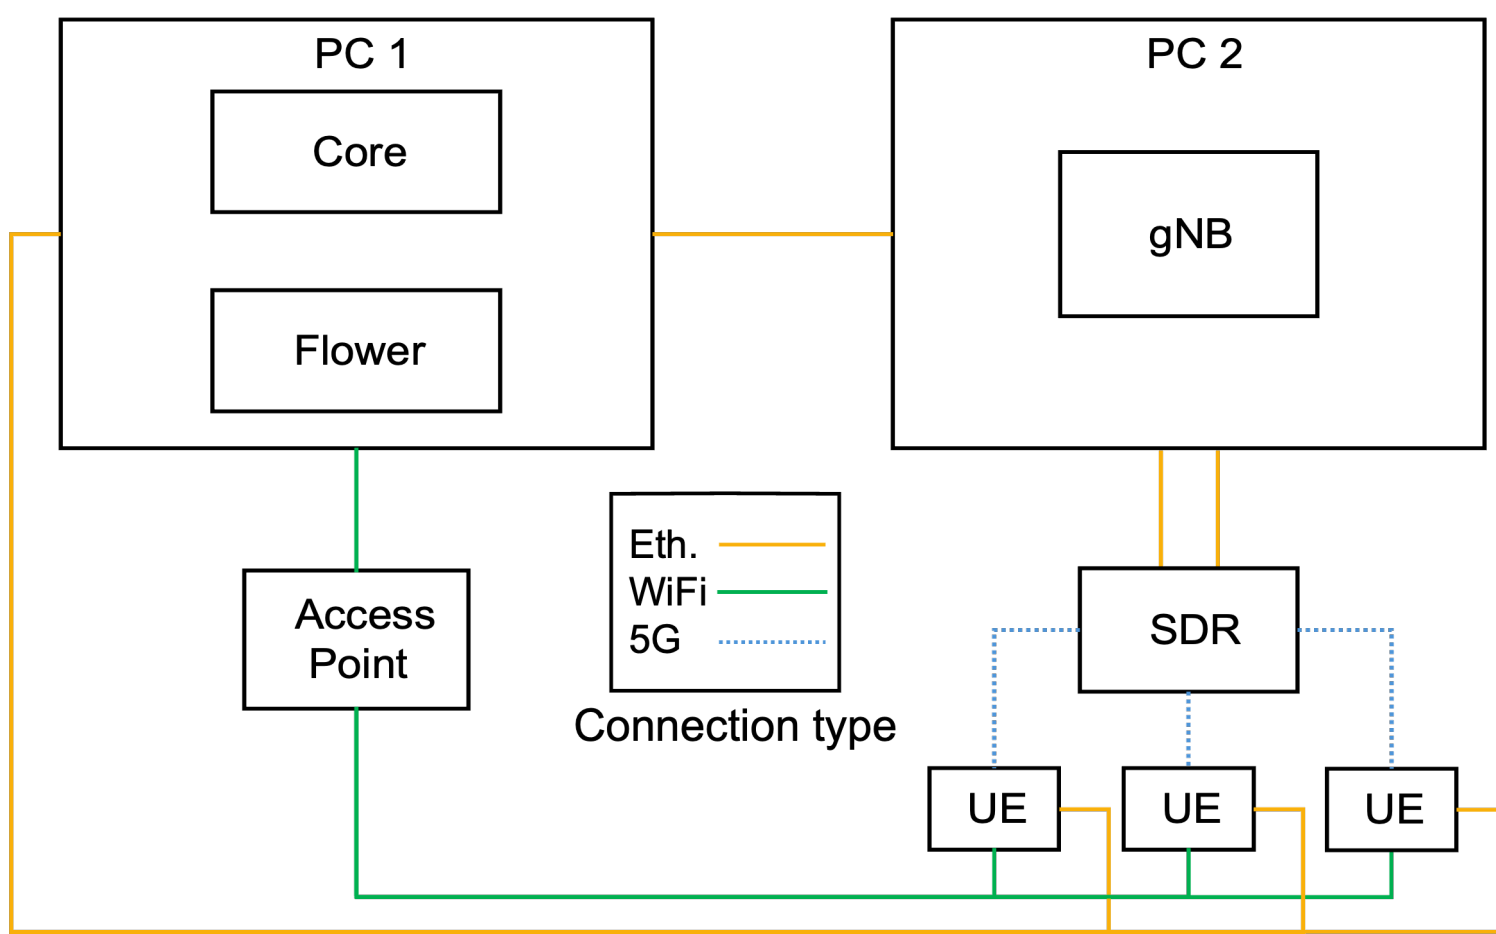 PC 1
Core
Flower
PC 2
gNB
Access
Point
Eth.
WiFi
5G
Connection type
SDR
UE
UE
UE